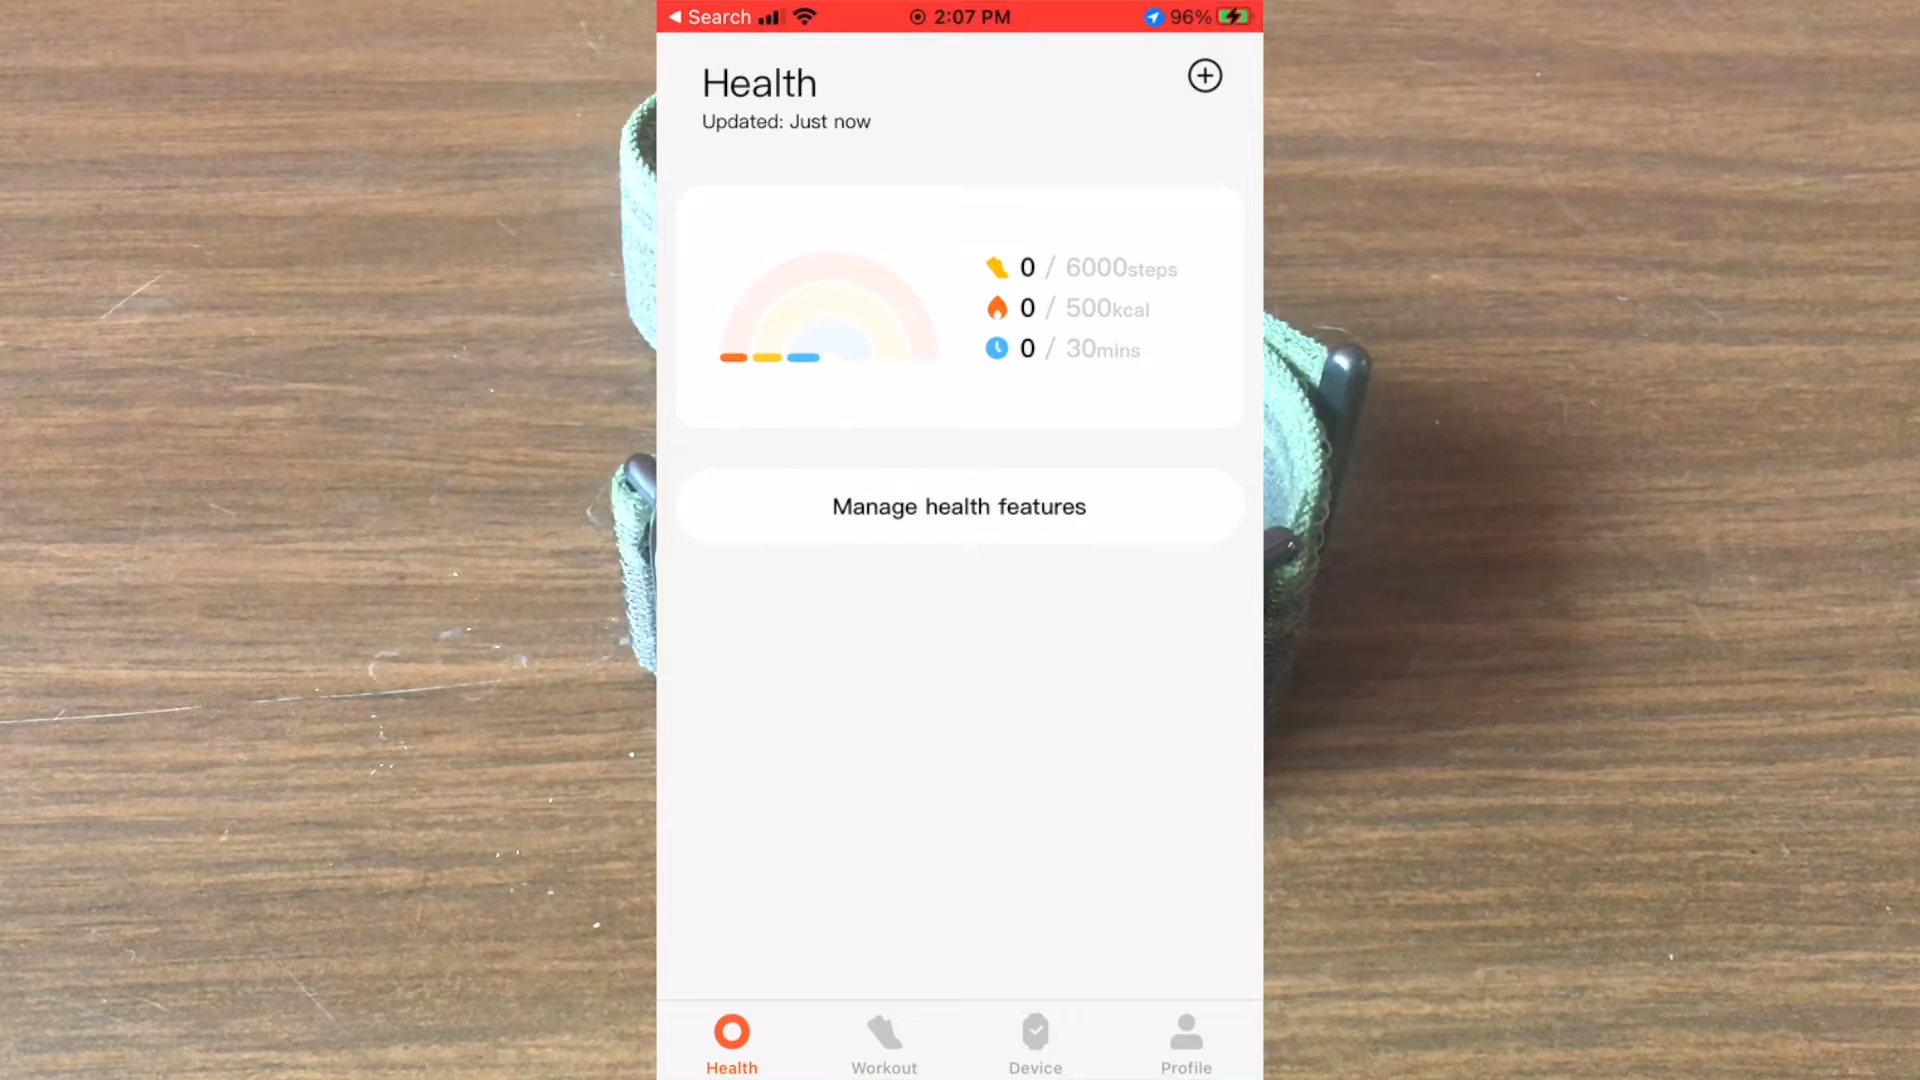 Search 2:07 PM 96%
Health
Updated: Just now
0 / 6000steps
0 / 500kcal
0 / 30mins
Manage health features
Health Workout Device Profile